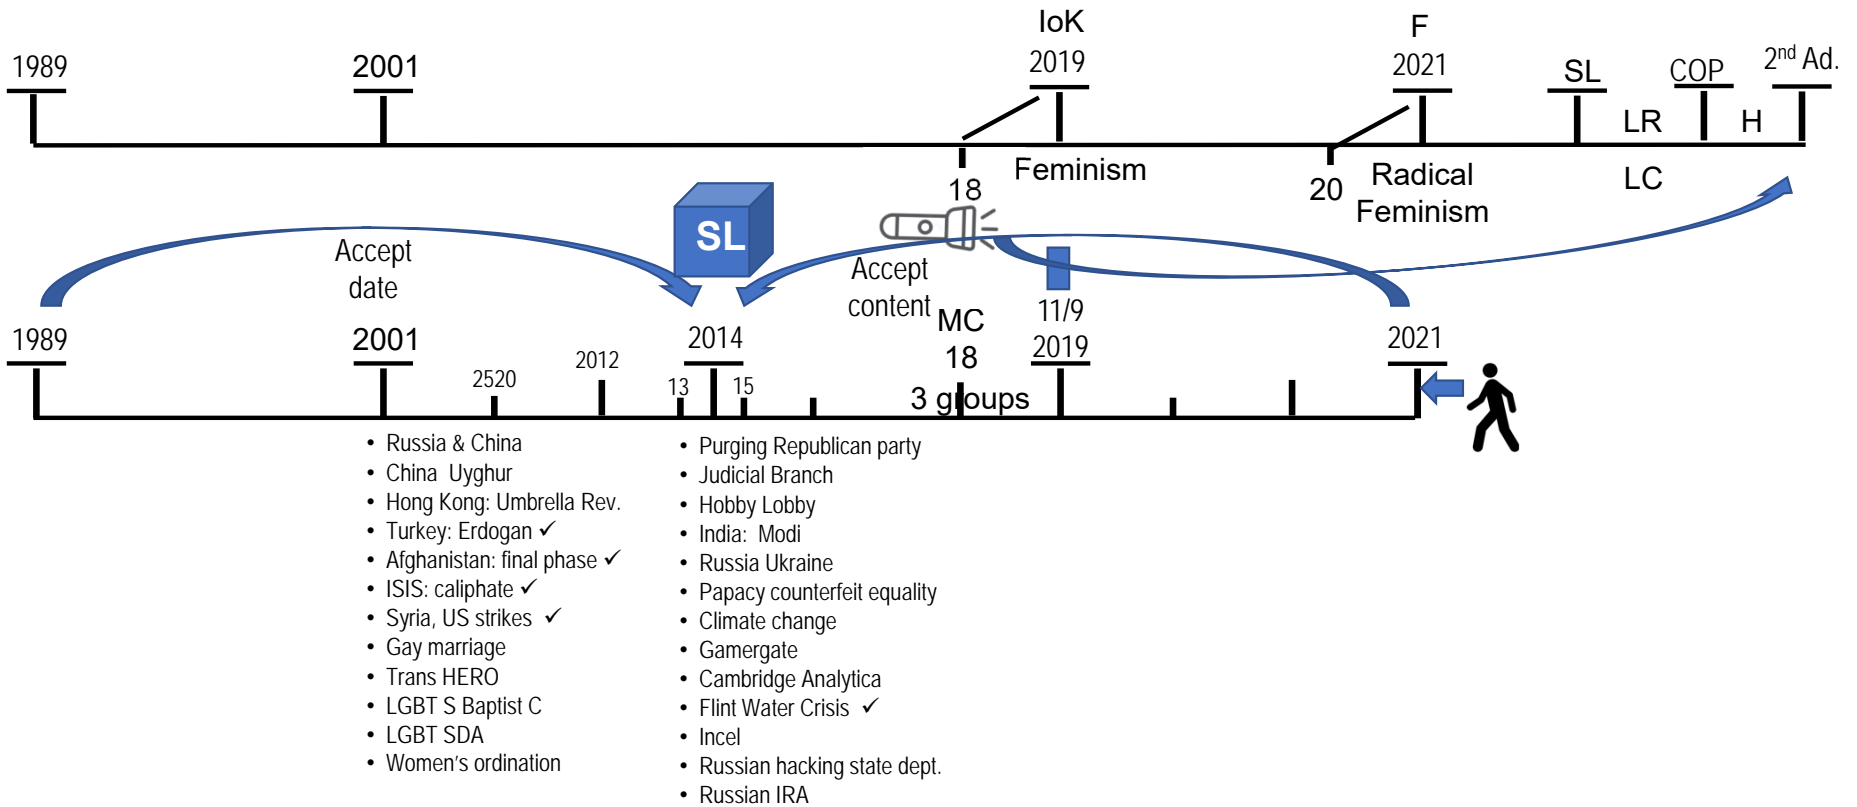 IoK
F
1989
2001
2019
2021
SL
COP
2nd Ad.
LR
H
18
Feminism
20
Radical
Feminism
LC
SL
Accept
date
Accept
content
11/9
MC
1989
2001
2014
18
2019
2021
2520
2012
13
15
3 groups
• Russia & China
• China Uyghur
• Hong Kong: Umbrella Rev.
• Turkey: Erdogan ✓
• Afghanistan: final phase ✓
• ISIS: caliphate ✓
• Syria, US strikes ✓
• Gay marriage
• Trans HERO
• LGBT S Baptist C
• LGBT SDA
• Women's ordination
• Purging Republican party
• Judicial Branch
• Hobby Lobby
• India: Modi
• Russia Ukraine
• Papacy counterfeit equality
• Climate change
• Gamergate
• Cambridge Analytica
• Flint Water Crisis ✓
• Incel
• Russian hacking state dept.
• Russian IRA